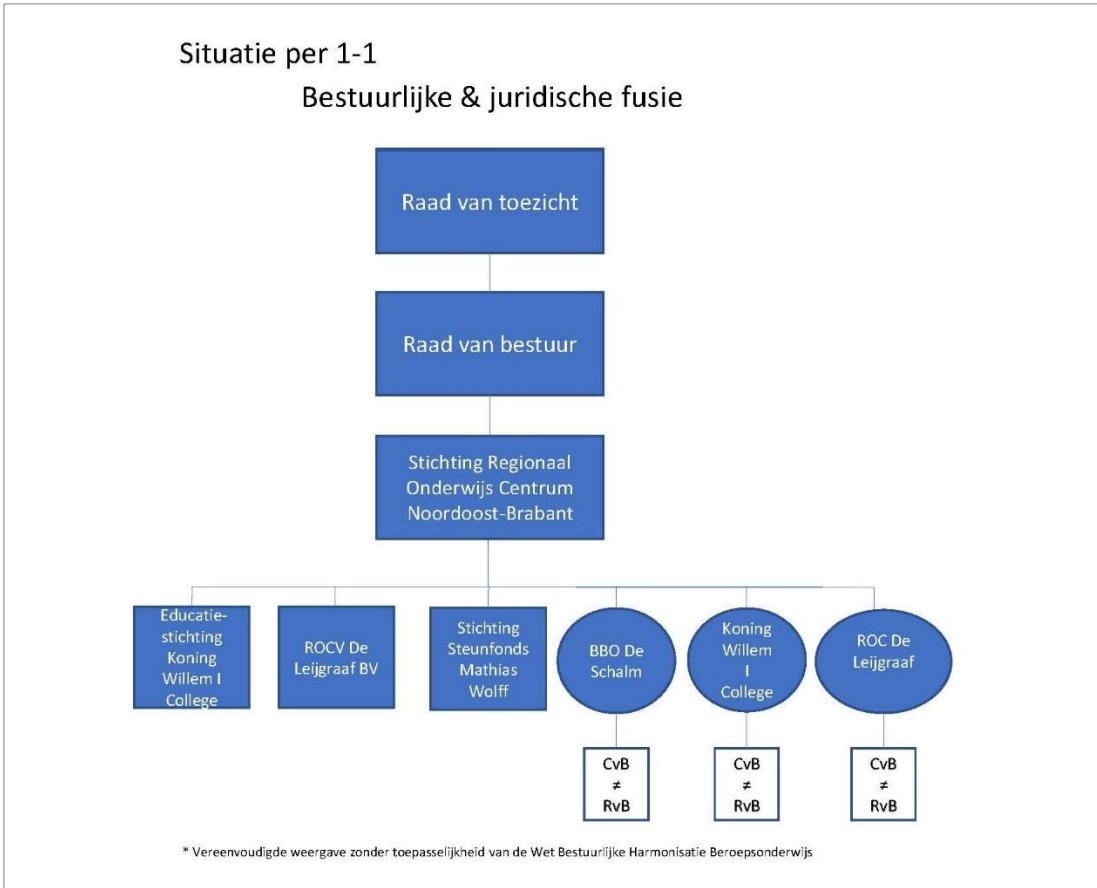 Situatie per 1-1
Bestuurlijke & juridische fusie
Raad van toezicht
Raad van bestuur
Stichting Regionaal
Onderwijs Centrum
Noordoost-Brabant
Educatie-
stichting
Koning
Willem I
College
ROCV De
Leijgraaf BV
Stichting
Steunfonds
Mathias
Wolff
BBO De
Schalm
Koning
Willem
I
College
ROC De
Leijgraaf
CvB
≠
RvB
CvB
≠
RvB
CvB
≠
RvB
* Vereenvoudigde weergave zonder toepasselijkheid van de Wet Bestuurlijke Harmonisatie Beroepsonderwijs